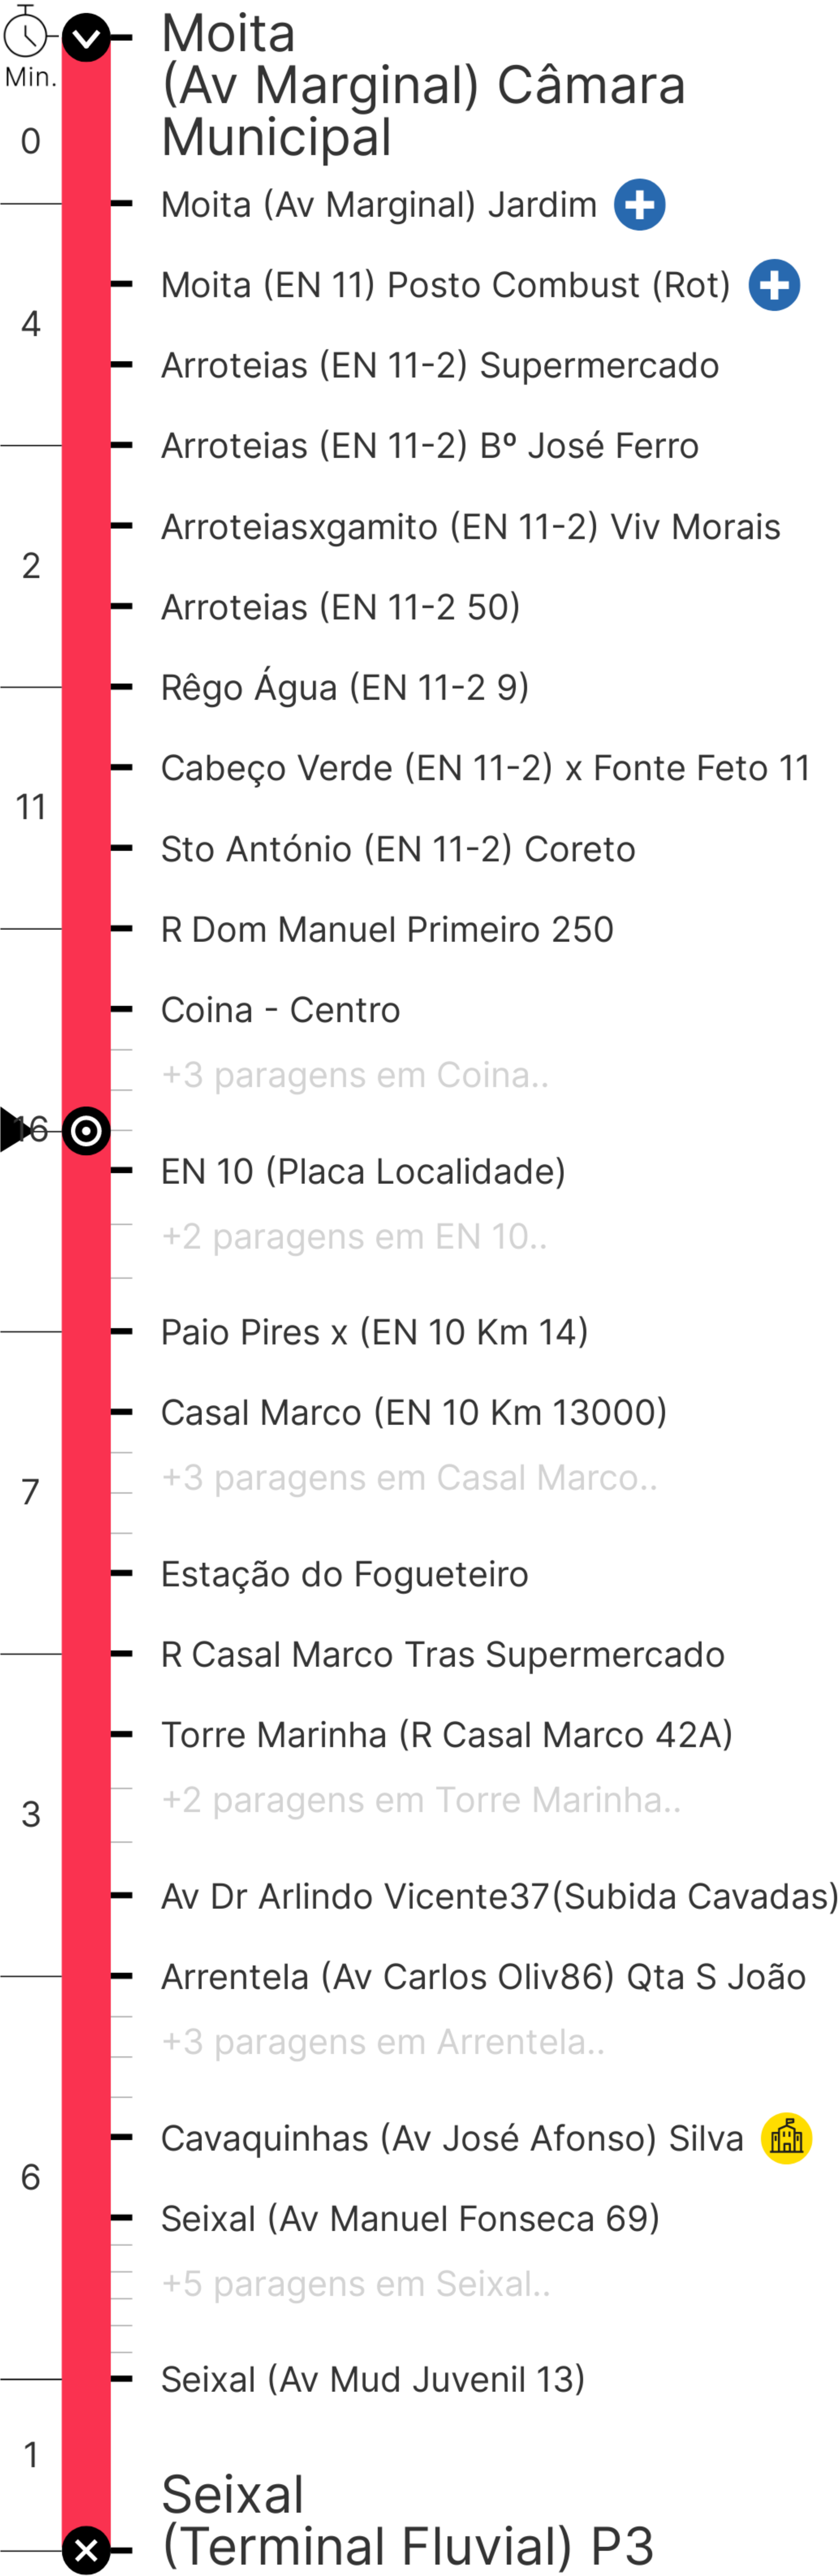 Moita
Min.
(Av Marginal) Câmara
0
Municipal
Moita (Av Marginal) Jardim
Moita (EN 11) Posto Combust (Rot)
4
Arroteias (EN 11-2) Supermercado
Arroteias (EN 11-2) Bº José Ferro
Arroteiasxgamito (EN 11-2) Viv Morais
2
Arroteias (EN 11-2 50)
Rêgo Água (EN 11-2 9)
Cabeço Verde (EN 11-2) x Fonte Feto 11
11
Sto António (EN 11-2) Coreto
R Dom Manuel Primeiro 250
Coina - Centro
+3 paragens em Coina..
16
EN 10 (Placa Localidade)
+2 paragens em EN 10..
Paio Pires x (EN 10 Km 14)
Casal Marco (EN 10 Km 13000)
+3 paragens em Casal Marco..
7
Estação do Fogueteiro
R Casal Marco Tras Supermercado
Torre Marinha (R Casal Marco 42A)
+2 paragens em Torre Marinha..
3
Av Dr Arlindo Vicente37(Subida Cavadas)
Arrentela (Av Carlos Oliv86) Qta S João
+3 paragens em Arrentela..
Cavaquinhas (Av José Afonso) Silva
6
Seixal (Av Manuel Fonseca 69)
+5 paragens em Seixal..
Seixal (Av Mud Juvenil 13)
1
Seixal
(Terminal Fluvial) P3